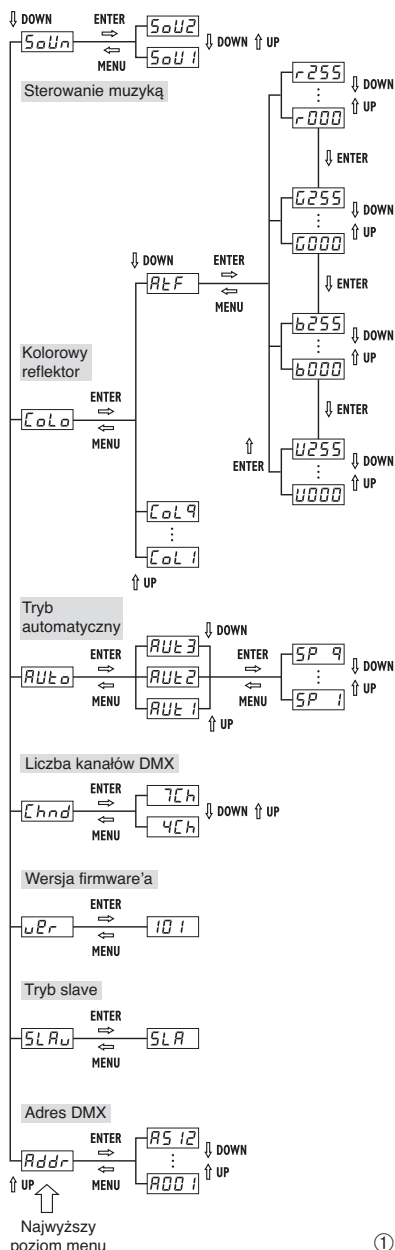 DOWN
ENTER
SoUn
SoU2
DOWN UP
SoU1
MENU
Sterowanie muzyką
r255
DOWN
UP
r000
ENTER
G255
DOWN
UP
G000
ENTER
DOWN
ENTER
AtF
MENU
b255
DOWN
UP
b000
ENTER
Kolorowy
reflektor
ENTER
CoLo
MENU
ENTER
U255
DOWN
UP
U000
CoL9
CoL1
UP
Tryb
automatyczny
DOWN
ENTER
AUto
MENU
AUt3
AUt2
AUt1
UP
ENTER
MENU
SP 9
DOWN
UP
SP 1
Liczba kanałów DMX
ENTER
Chnd
MENU
7Ch
DOWN UP
4Ch
Wersja firmware'a
ENTER
vEr
101
MENU
Tryb slave
ENTER
SLAv
SLA
MENU
Adres DMX
ENTER
Addr
MENU
A512
DOWN
UP
A001
UP
Najwyższy
poziom menu
①